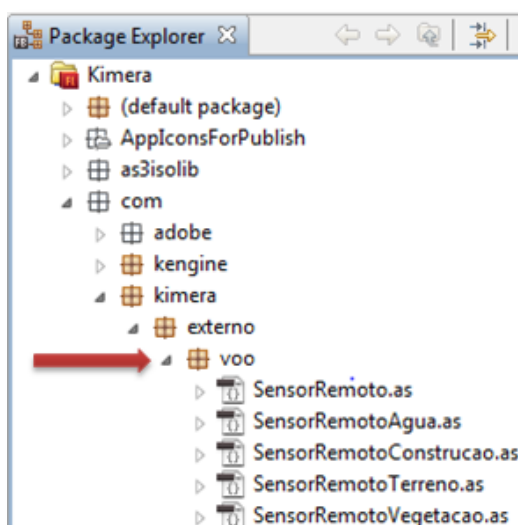 Package Explorer
Kimera
(default package)
AppIconsForPublish
as3isolib
com
adobe
kengine
kimera
externo
voo
SensorRemoto.as
SensorRemotoAgua.as
SensorRemotoConstrucao.as
SensorRemotoTerreno.as
SensorRemotoVegetacao.as